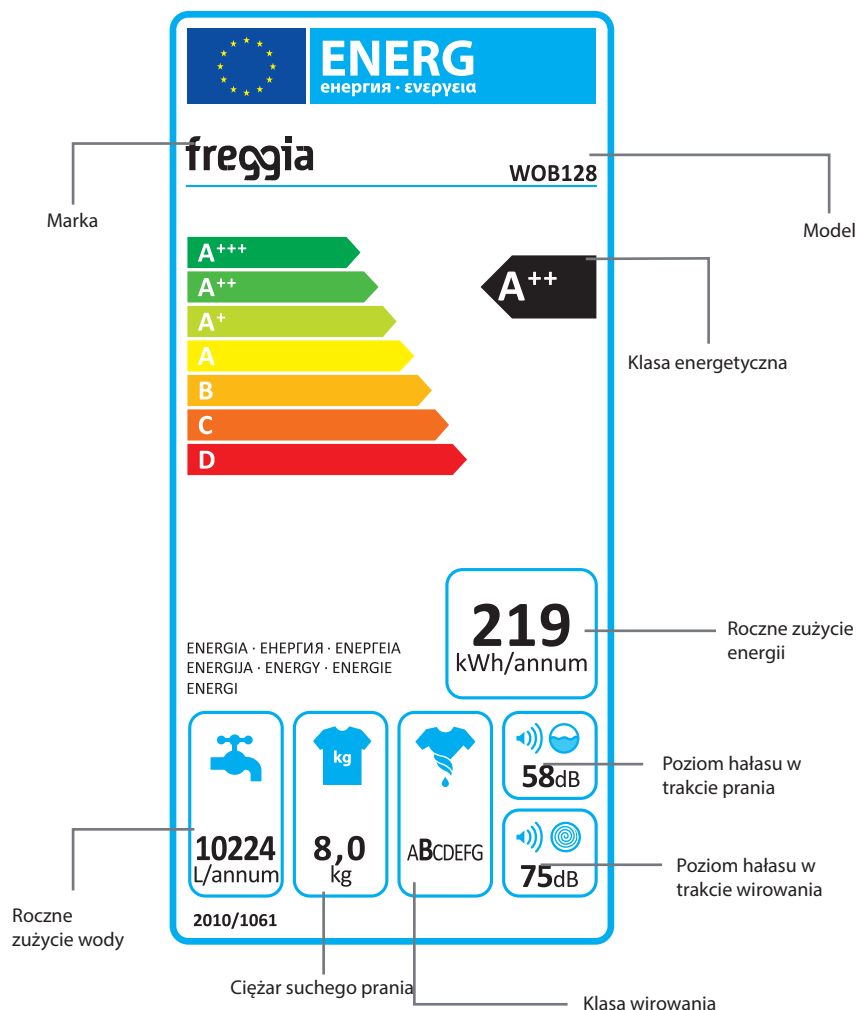 ENERG
енергия · ενεργεια
freggia
WOB128
Marka
Model
A+++
A++
A+
A
B
C
D
A++
Klasa energetyczna
219
kWh/annum
Roczne zużycie
energii
ENERGIA · ЕНЕРГИЯ · ΕΝΕΡΓΕΙΑ
ENERGIJA · ENERGY · ENERGIE
ENERGI
kg
58dB
Poziom hałasu w
trakcie prania
10224
L/annum
8,0
kg
ABCDEFG
75dB
Poziom hałasu w
trakcie wirowania
Roczne
zużycie wody
2010/1061
Ciężar suchego prania
Klasa wirowania